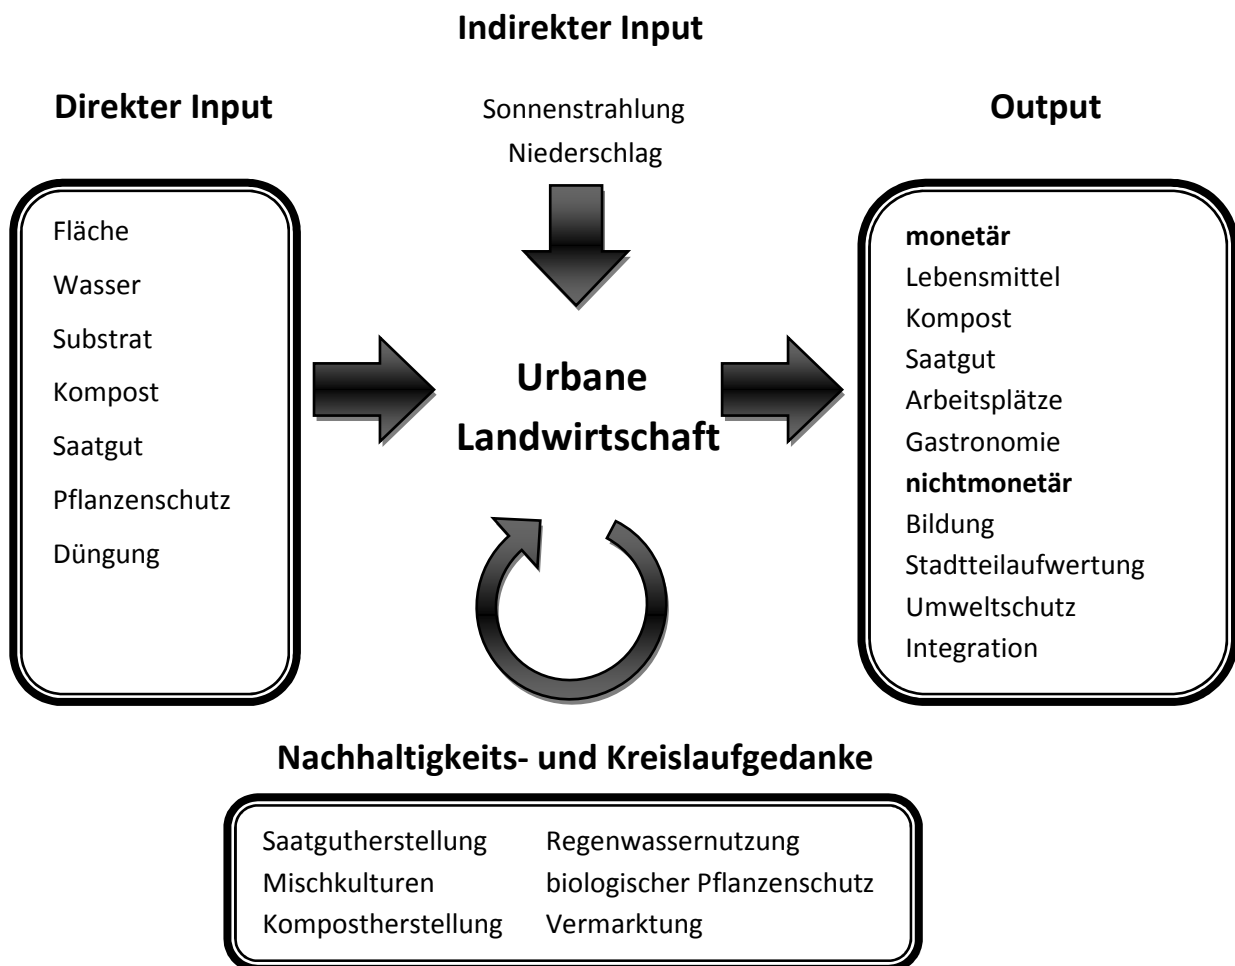 Indirekter Input
Direkter Input
Sonnenstrahlung
Niederschlag
Output
Fläche
Wasser
Substrat
Kompost
Saatgut
Pflanzenschutz
Düngung
Urbane
Landwirtschaft
monetär
Lebensmittel
Kompost
Saatgut
Arbeitsplätze
Gastronomie
nichtmonetär
Bildung
Stadtteilaufwertung
Umweltschutz
Integration
Nachhaltigkeits- und Kreislaufgedanke
Saatgutherstellung
Mischkulturen
Kompostherstellung
Regenwassernutzung
biologischer Pflanzenschutz
Vermarktung